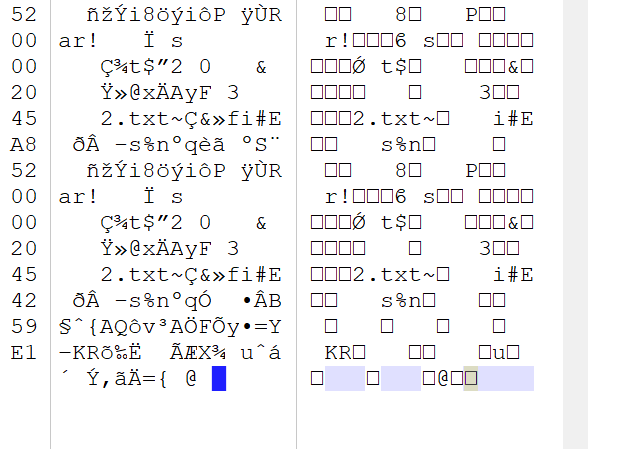 52 ñžÝi8öýiôP ÿÙR □□ 8□ P□□
00 ar! Ï s r!□□□6 s□□ □□□□
00 Ç¾t$″2 0 & □□□Ø t$□ □□□&□
20 Ÿ»@xÄAyF 3 □□□□ □ 3□□
45 2.txt~Ç&»fi#E □□□2.txt~□ i#E
A8 ðÂ –s%nºqèã ºS¨ □□ s%n□ □
52 ñžÝi8öýiôP ÿÙR □□ 8□ P□□
00 ar! Ï s r!□□□6 s□□ □□□□
00 Ç¾t$″2 0 & □□□Ø t$□ □□□&□
20 Ÿ»@xÄAyF 3 □□□□ □ 3□□
45 2.txt~Ç&»fi#E □□□2.txt~□ i#E
42 ðÂ –s%nºqÓ •ÂB □□ s%n□ □□
59 §ˆ{AQôv³AÖFÕy•=Y □ □ □ □
E1 –KRõ‰Ë ÃÆX¾ uˆá KR□ □□ □u□
´ Ý,ãÄ={ @ □ □ □@□□